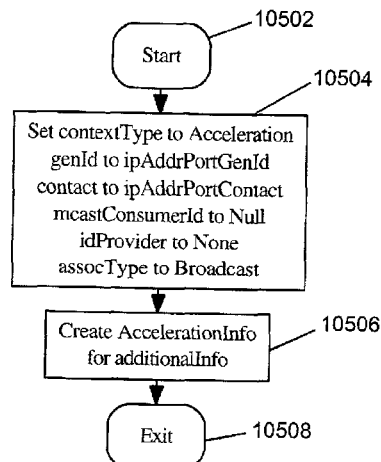 10502
Start
10504
Set contextType to Acceleration
genId to ipAddrPortGenId
contact to ipAddrPortContact
mcastConsumerId to Null
idProvider to None
assocType to Broadcast
Create AccelerationInfo
for additionalInfo
10506
Exit
10508